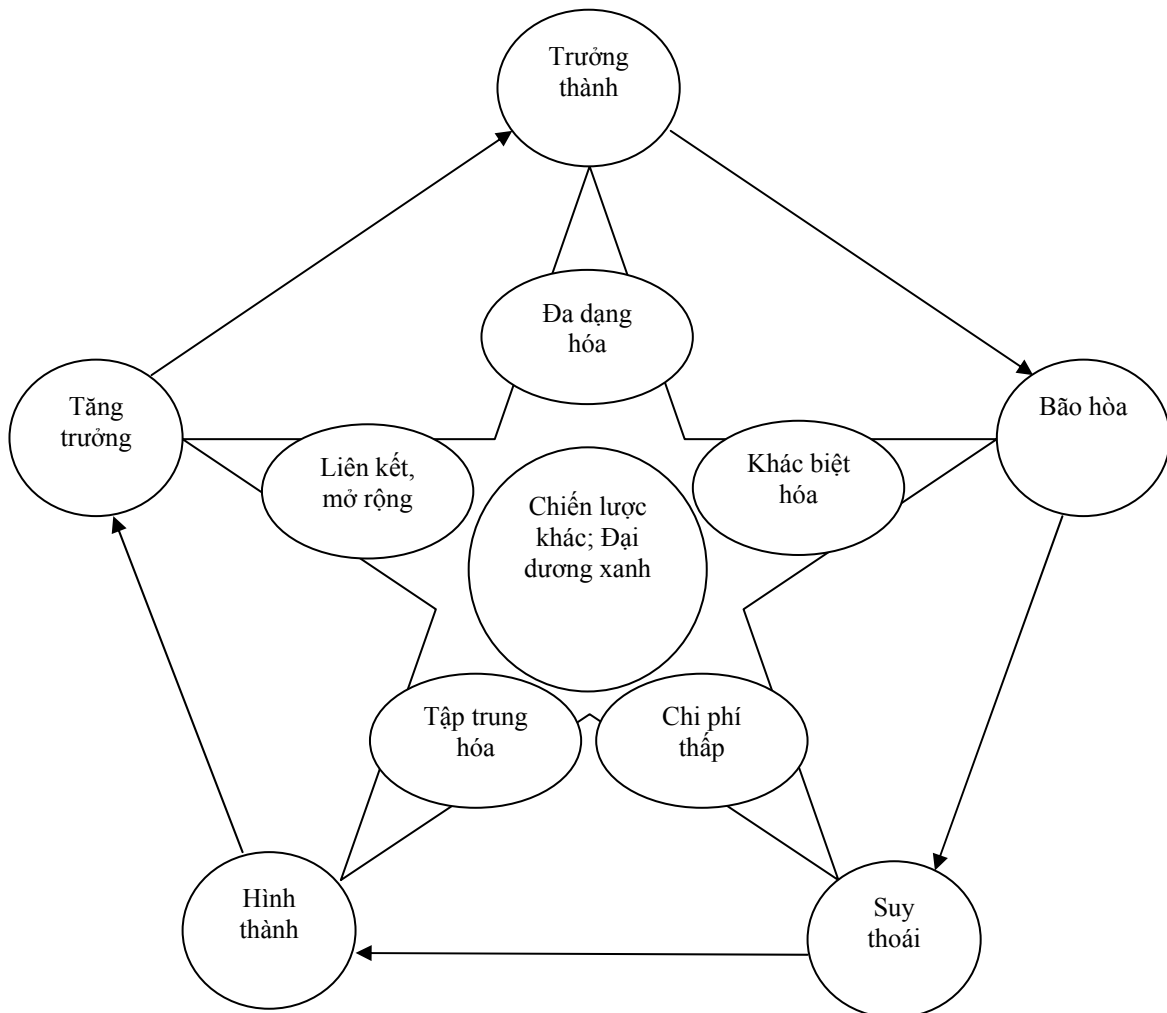 Trưởng
thành
Đa dạng
hóa
Tăng
trưởng
Bão hòa
Liên kết,
mở rộng
Khác biệt
hóa
Chiến lược
khác; Đại
dương xanh
Tập trung
hóa
Chi phí
thấp
Hình
thành
Suy
thoái